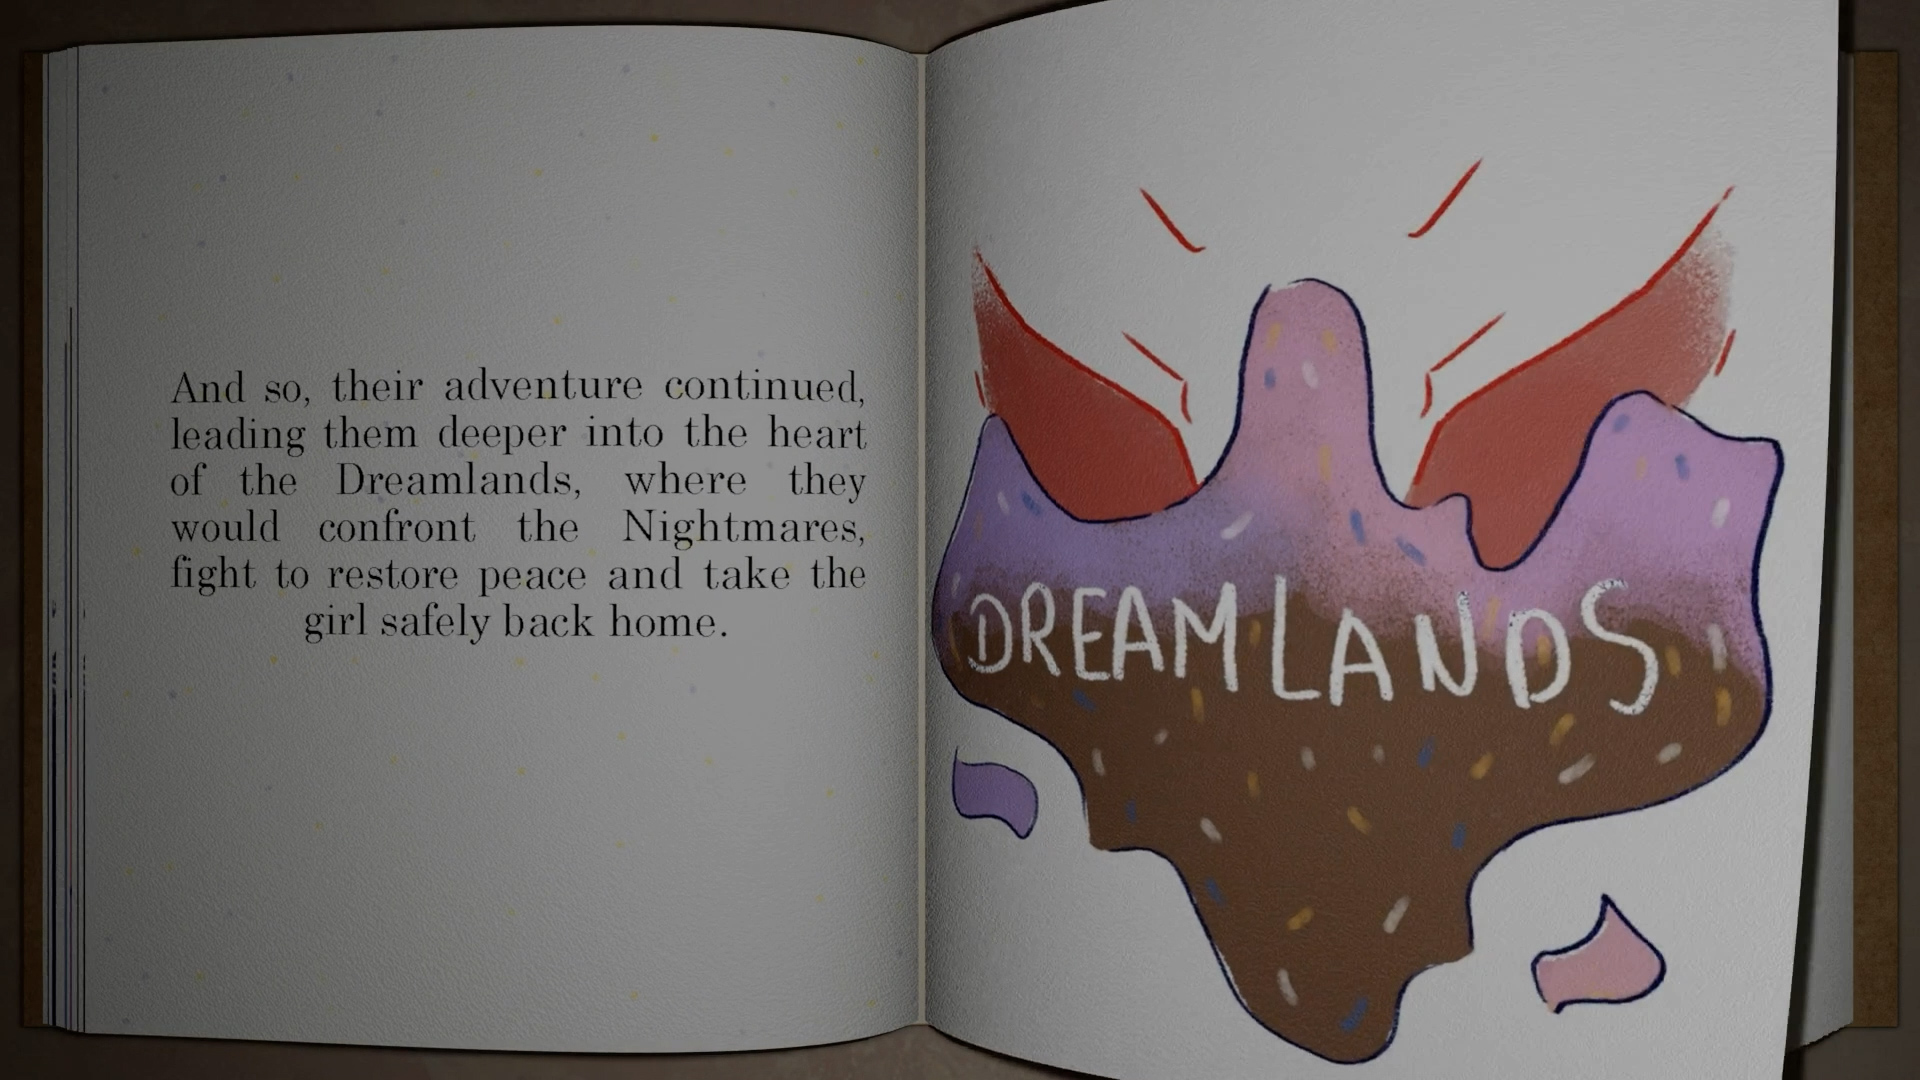 And so, their adventure continued,
leading them deeper into the heart
of the Dreamlands, where they
would confront the Nightmares,
fight to restore peace and take the
girl safely back home.
DREAMLANDS